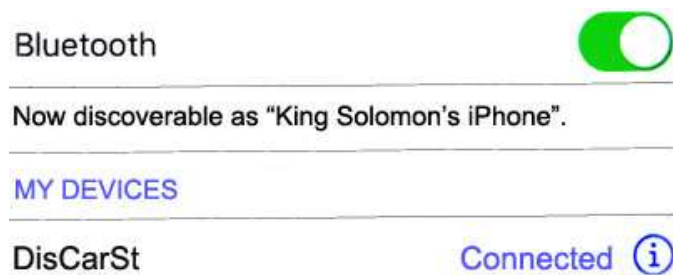 Bluetooth
Now discoverable as “King Solomon’s iPhone”.
MY DEVICES
DisCarSt
Connected